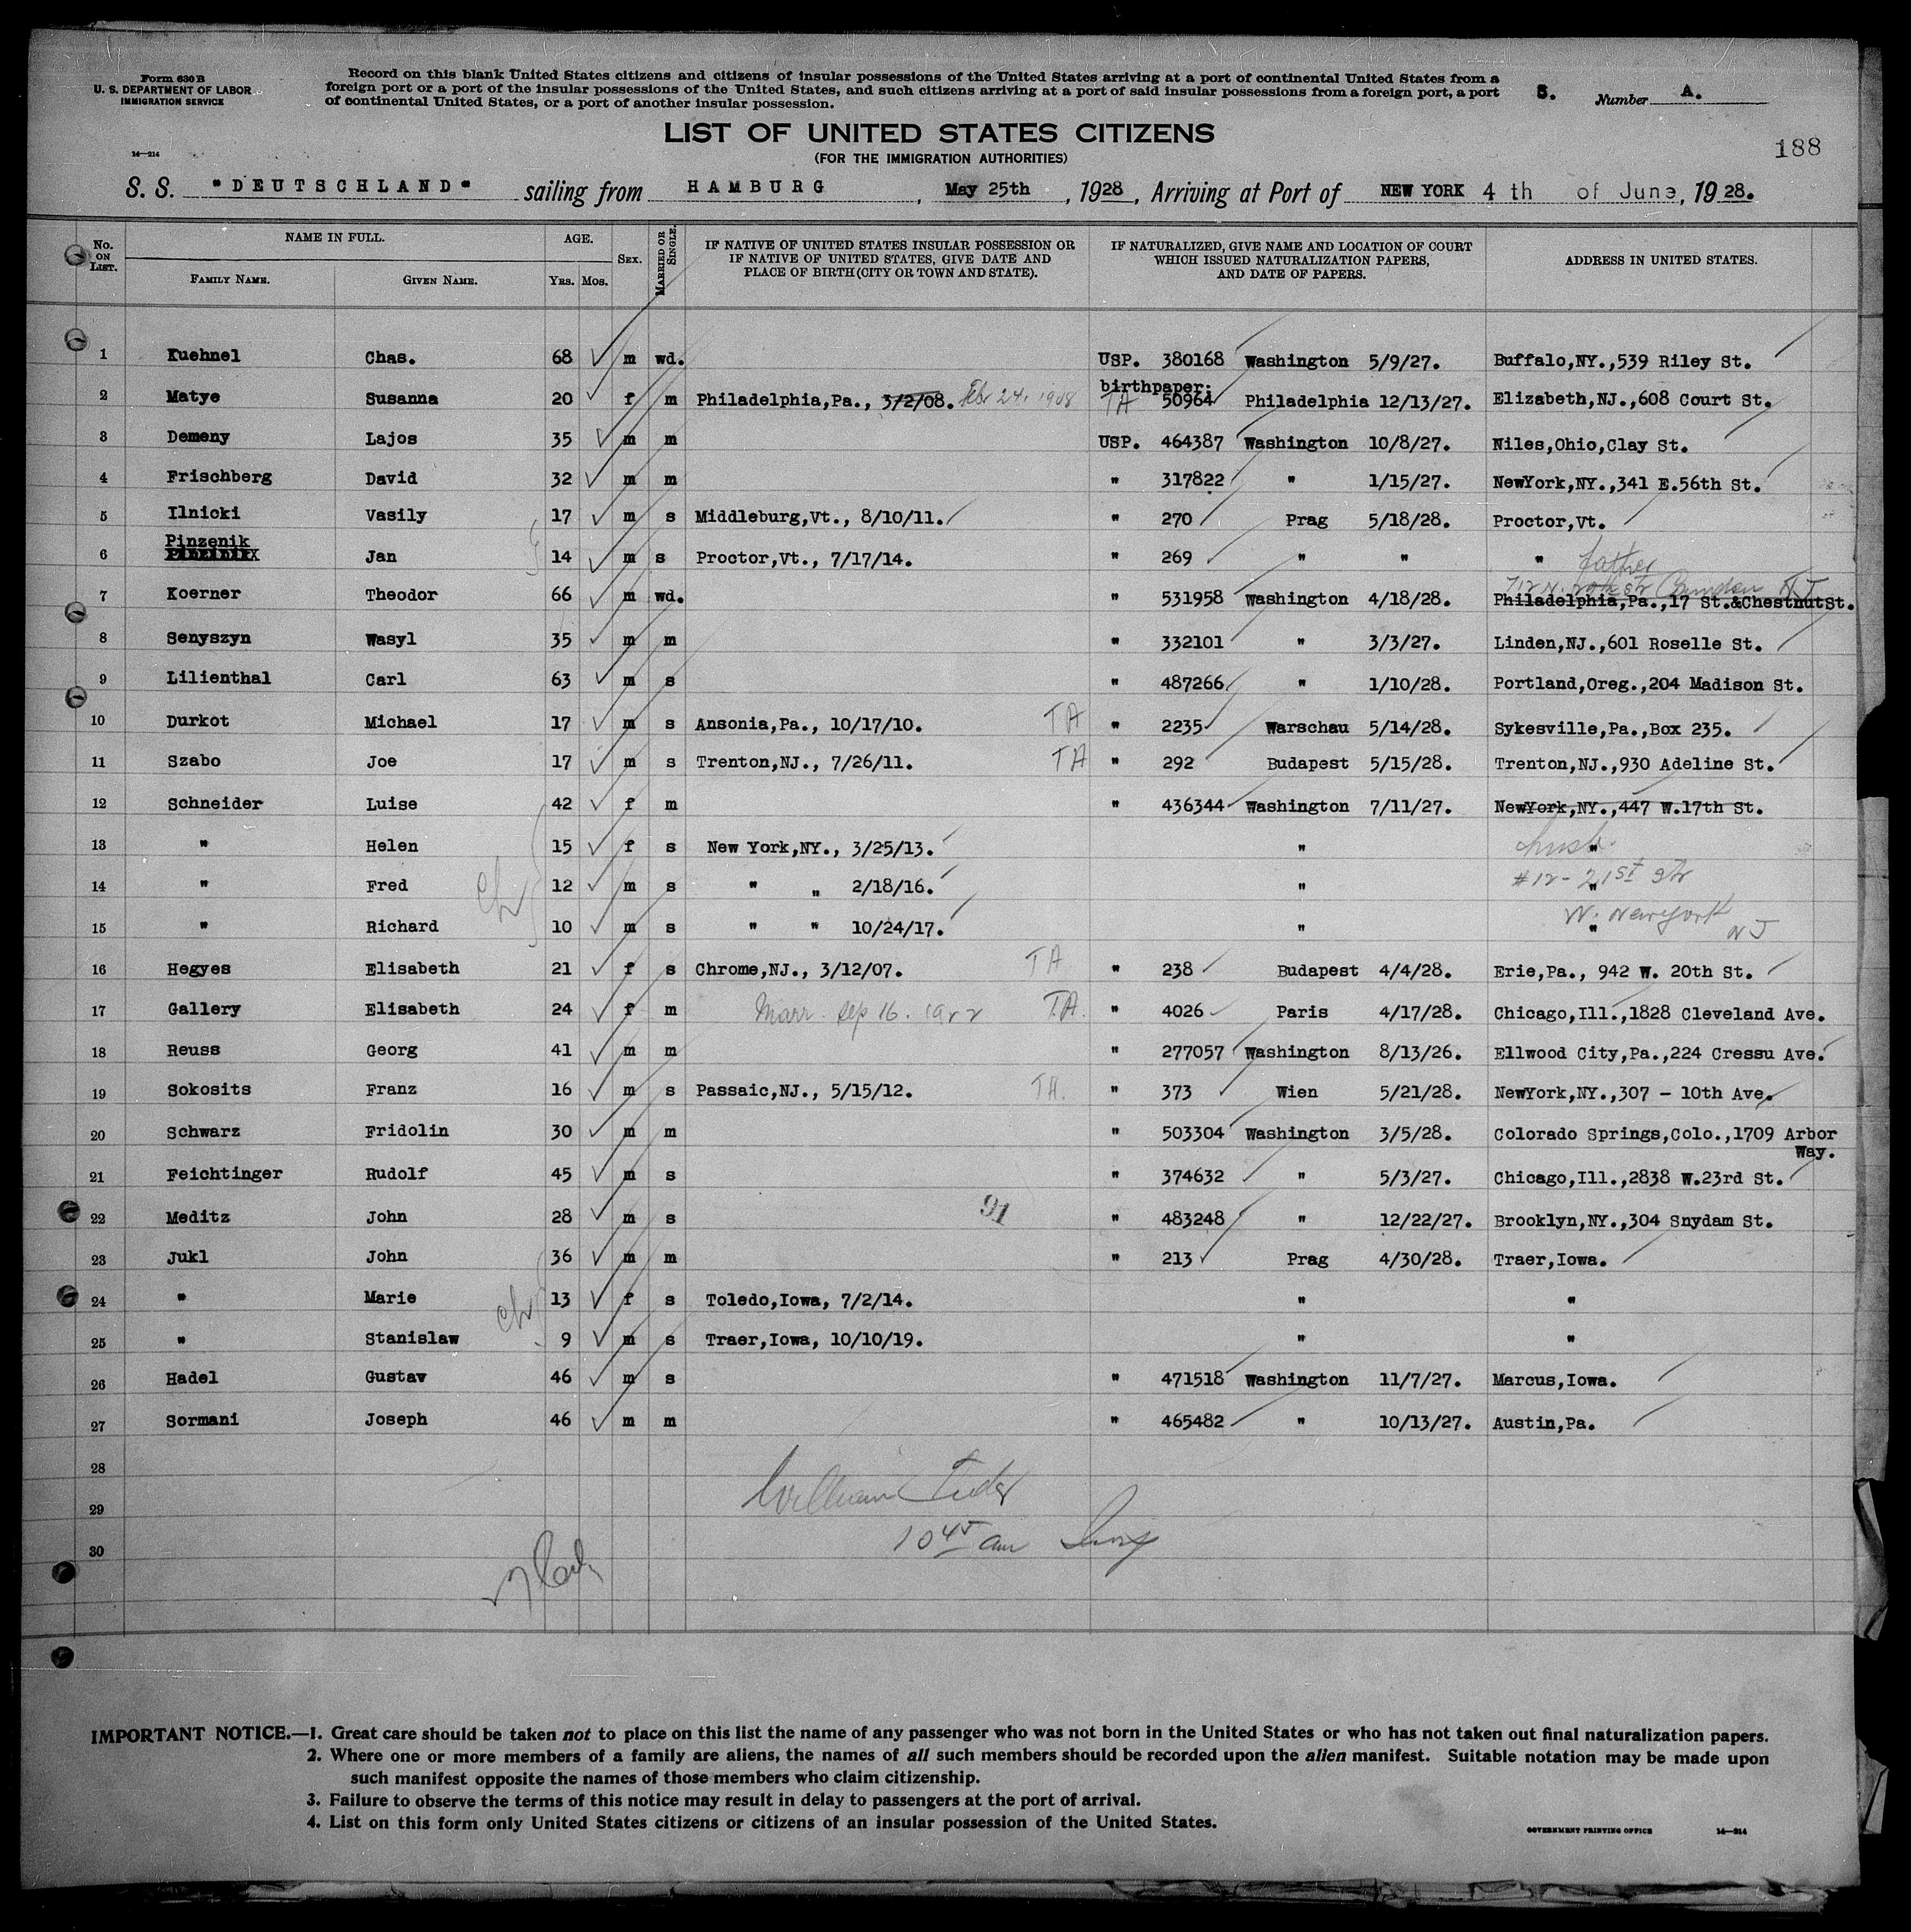 Form 630 B
U. S. DEPARTMENT OF LABOR
IMMIGRATION SERVICE
Record on this blank United States citizens and citizens of insular possessions of the United States arriving at a port of continental United States from a
foreign port or a port of the insular possessions of the United States, and such citizens arriving at a port of said insular possessions from a foreign port, a port
of continental United States, or a port of another insular possession.
S. Number A.
LIST OF UNITED STATES CITIZENS
(FOR THE IMMIGRATION AUTHORITIES)
188
14—214
S. S. "DEUTSCHLAND" sailing from HAMBURG, May 25th, 1928, Arriving at Port of NEW YORK 4 th of June, 1928.
No. ON LIST. NAME IN FULL. AGE. SEX. MARRIED OR SINGLE. IF NATIVE OF UNITED STATES INSULAR POSSESSION OR IF NATIVE OF UNITED STATES, GIVE DATE AND PLACE OF BIRTH (CITY OR TOWN AND STATE). IF NATURALIZED, GIVE NAME AND LOCATION OF COURT WHICH ISSUED NATURALIZATION PAPERS, AND DATE OF PAPERS. ADDRESS IN UNITED STATES.
FAMILY NAME. GIVEN NAME. YRS. MOS.
1 Kuehnel Chas. 68 m wd. USP. 380168 Washington 5/9/27. Buffalo,NY.,539 Riley St.
2 Matye Susanna 20 f m Philadelphia,Pa., 3/2/08. Feb 24, 1908 birthpaper: TA 50964 Philadelphia 12/13/27. Elizabeth,NJ.,608 Court St.
3 Demeny Lajos 35 m m USP. 464387 Washington 10/8/27. Niles,Ohio,Clay St.
4 Frischberg David 32 m m " 317822 " 1/15/27. NewYork,NY.,341 E.56th St.
5 Ilnicki Vasily 17 m s Middleburg,Vt., 8/10/11. " 270 Prag 5/18/28. Proctor,Vt.
6 Pinzenik Jan 14 m s Proctor,Vt., 7/17/14. " 269 " " "
father
7 Koerner Theodor 66 m wd. " 531958 Washington 4/18/28. Philadelphia,Pa.,17 St.&ChestnutSt. Camden NJ
8 Senyszyn Wasyl 35 m m " 332101 " 3/3/27. Linden,NJ.,601 Roselle St.
9 Lilienthal Carl 63 m s " 487266 " 1/10/28. Portland,Oreg.,204 Madison St.
10 Durkot Michael 17 m s Ansonia,Pa., 10/17/10. TA " 2235 Warschau 5/14/28. Sykesville,Pa.,Box 235.
11 Szabo Joe 17 m s Trenton,NJ., 7/26/11. TA " 292 Budapest 5/15/28. Trenton,NJ.,930 Adeline St.
12 Schneider Luise 42 f m " 436344 Washington 7/11/27. NewYork,NY.,447 W.17th St.
13 " Helen 15 f s New York,NY., 3/25/13. " " husb.
14 " Fred 12 m s " " 2/18/16. " " #12- 21st St
15 " Richard 10 m s " " 10/24/17. " " W. New York NJ
16 Hegyes Elisabeth 21 f s Chrome,NJ., 3/12/07. TA " 238 Budapest 4/4/28. Erie,Pa., 942 W. 20th St.
17 Gallery Elisabeth 24 f m Marr. Sep 16. 1922 T.A. " 4026 Paris 4/17/28. Chicago,Ill.,1828 Cleveland Ave.
18 Reuss Georg 41 m m " 277057 Washington 8/13/26. Ellwood City,Pa.,224 Cressu Ave.
19 Sokosits Franz 16 m s Passaic,NJ., 5/15/12. TA. " 373 Wien 5/21/28. NewYork,NY.,307 - 10th Ave.
20 Schwarz Fridolin 30 m m " 503304 Washington 3/5/28. Colorado Springs,Colo.,1709 Arbor
Way.
21 Feichtinger Rudolf 45 m s " 374632 " 5/3/27. Chicago,Ill.,2838 W.23rd St.
22 Meditz John 28 m s 91 " 483248 " 12/22/27. Brooklyn,NY.,304 Snydam St.
23 Jukl John 36 m m " 213 Prag 4/30/28. Traer,Iowa.
24 " Marie 13 f s Toledo,Iowa, 7/2/14. " "
25 " Stanislaw 9 m s Traer,Iowa, 10/10/19. " "
26 Hadel Gustav 46 m s " 471518 Washington 11/7/27. Marcus,Iowa.
27 Sormani Joseph 46 m m " 465482 " 10/13/27. Austin,Pa.
28
29 William
30 10 45 am
IMPORTANT NOTICE.—1. Great care should be taken not to place on this list the name of any passenger who was not born in the United States or who has not taken out final naturalization papers.
2. Where one or more members of a family are aliens, the names of all such members should be recorded upon the alien manifest. Suitable notation may be made upon
such manifest opposite the names of those members who claim citizenship.
3. Failure to observe the terms of this notice may result in delay to passengers at the port of arrival.
4. List on this form only United States citizens or citizens of an insular possession of the United States.
GOVERNMENT PRINTING OFFICE 14—214